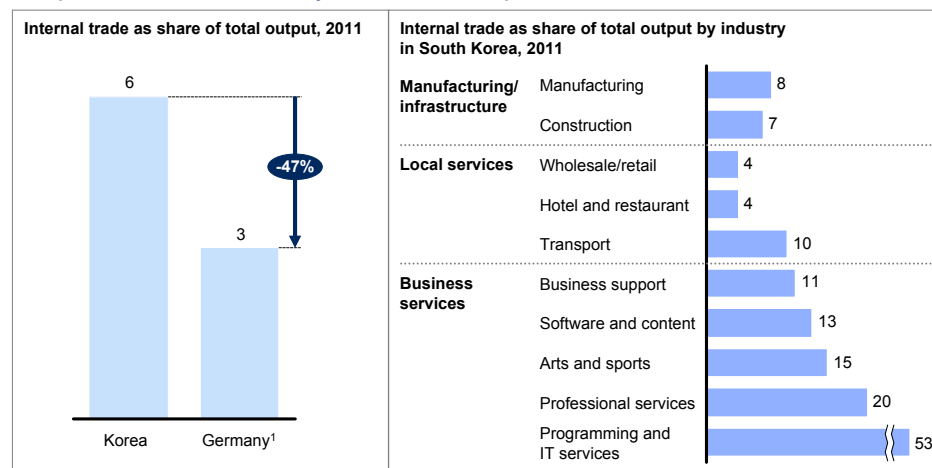 Internal trade as share of total output, 2011
6
-47%
3
Korea
Germany1
Internal trade as share of total output by industry
in South Korea, 2011
Manufacturing/
infrastructure
Manufacturing
8
Construction
7
Local services
Wholesale/retail
4
Hotel and restaurant
4
Transport
10
Business
services
Business support
11
Software and content
13
Arts and sports
15
Professional services
20
Programming and
IT services
53